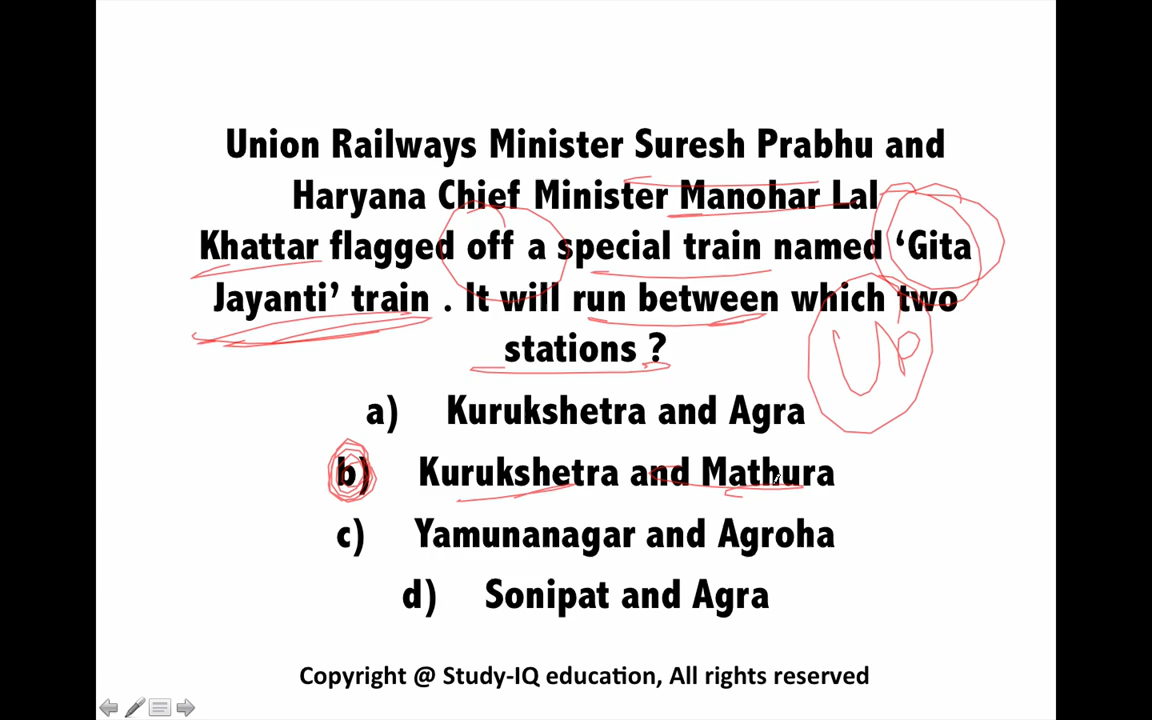 Union Railways Minister Suresh Prabhu and
Haryana Chief Minister Manohar Lal
Khattar flagged off a special train named ‘Gita
Jayanti’ train . It will run between which two
stations ?
UP
a) Kurukshetra and Agra
b) Kurukshetra and Mathura
c) Yamunanagar and Agroha
d) Sonipat and Agra
Copyright @ Study-IQ education, All rights reserved